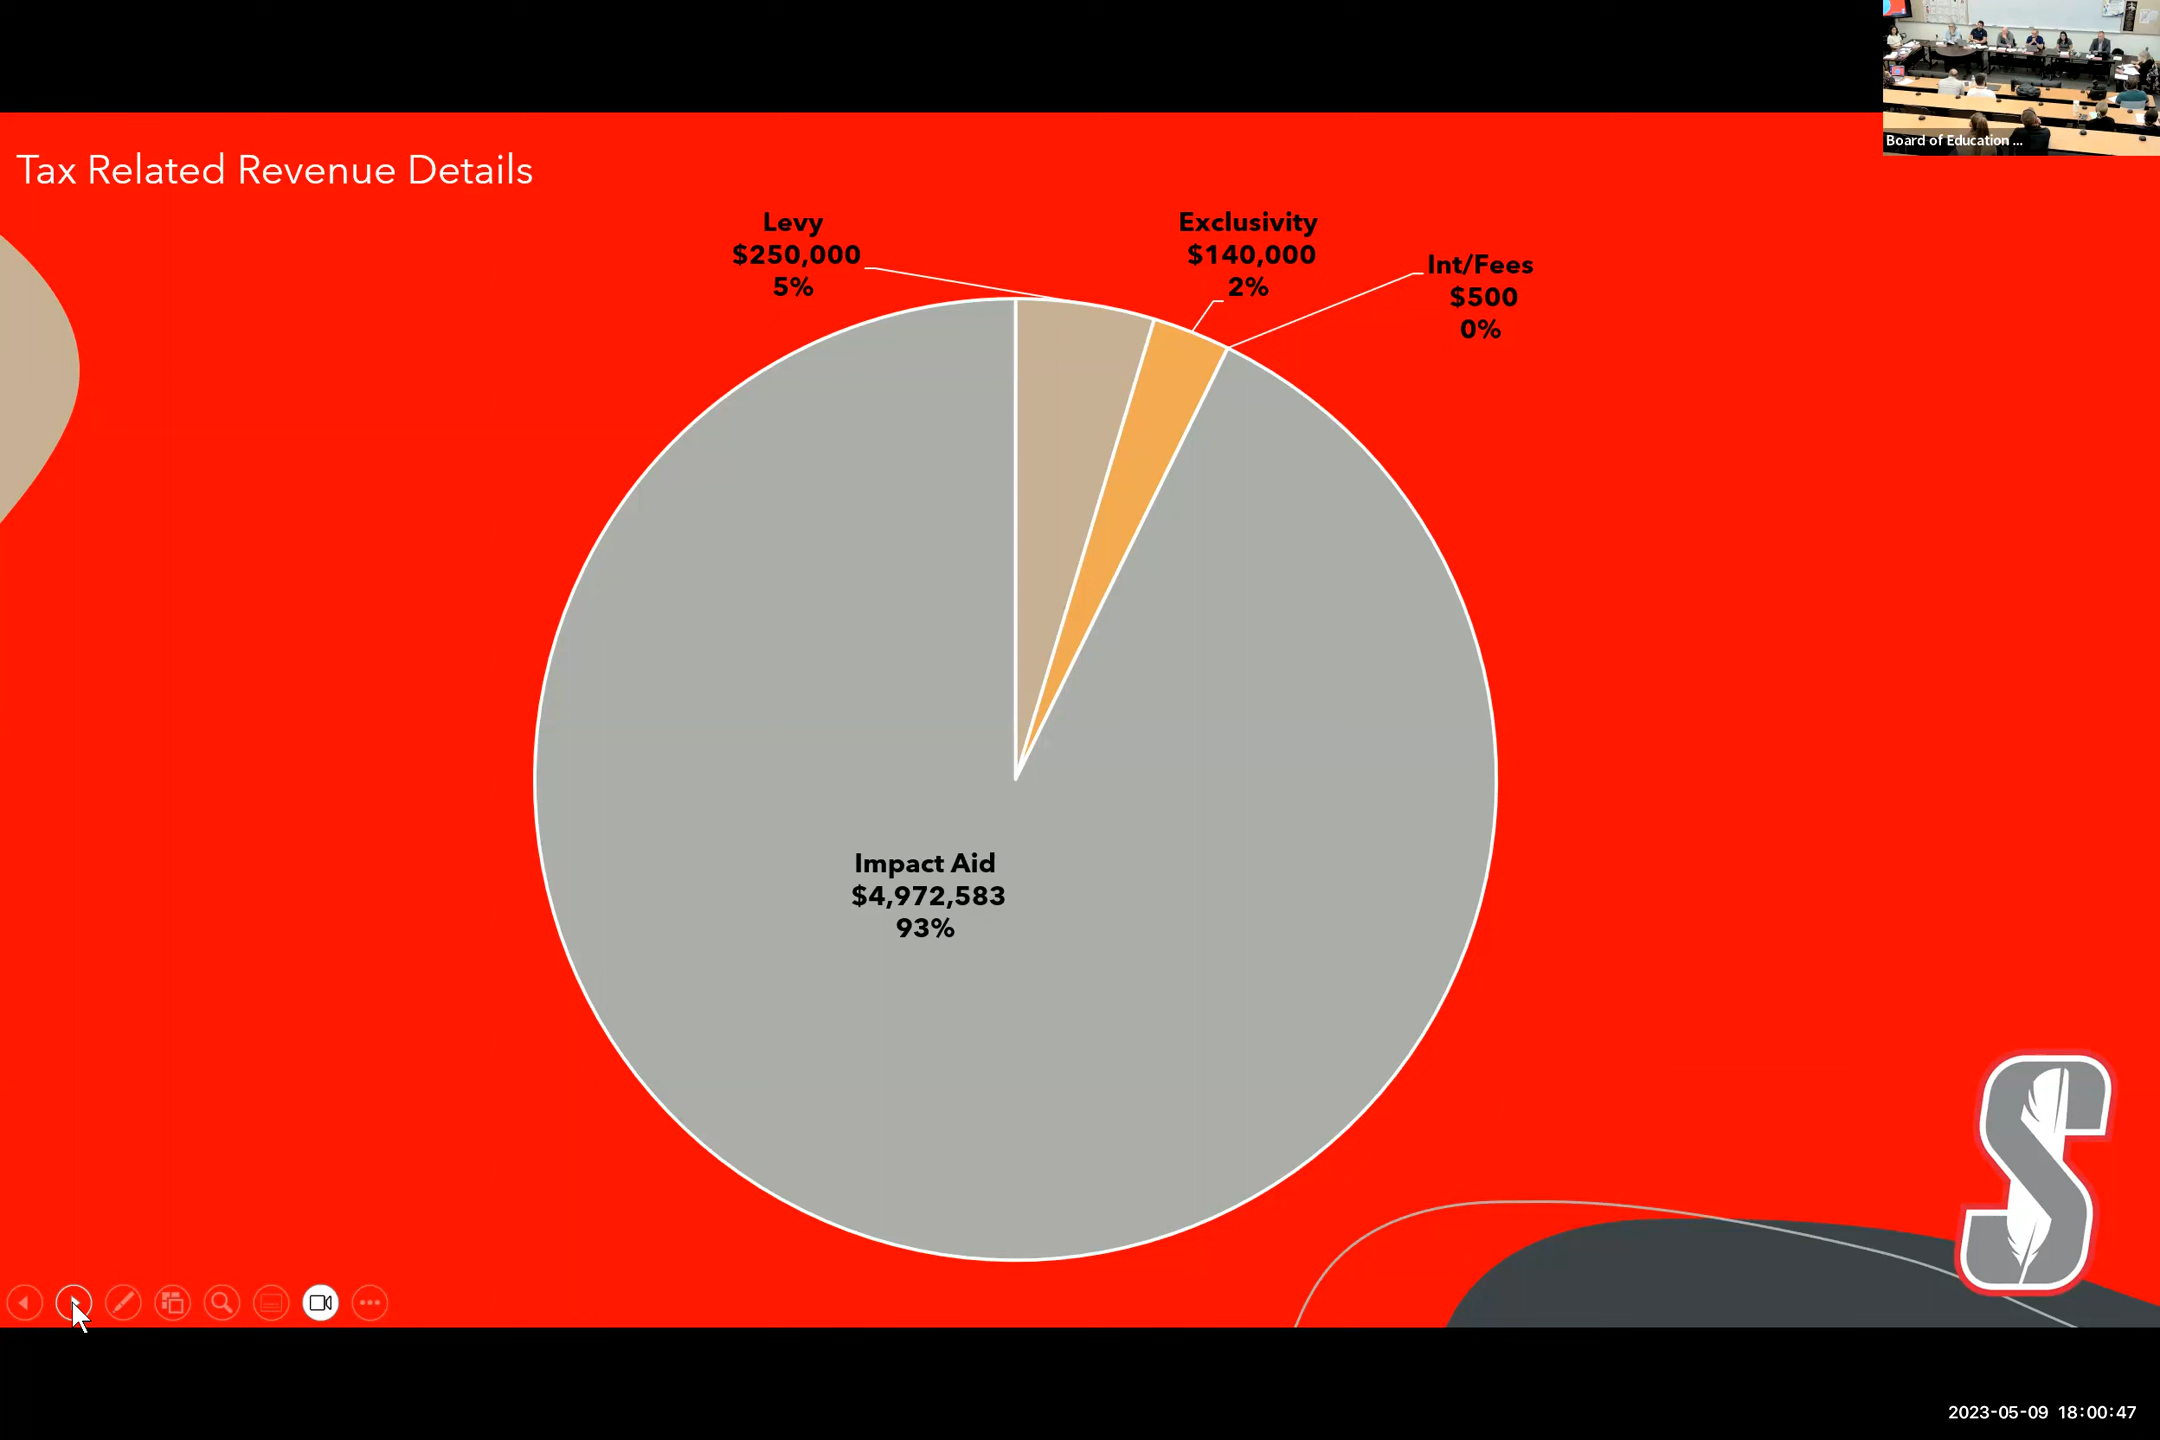 Board of Education ...
Tax Related Revenue Details
Levy
$250,000
5%
Exclusivity
$140,000
2%
Int/Fees
$500
0%
Impact Aid
$4,972,583
93%
S
2023-05-09 18:00:47